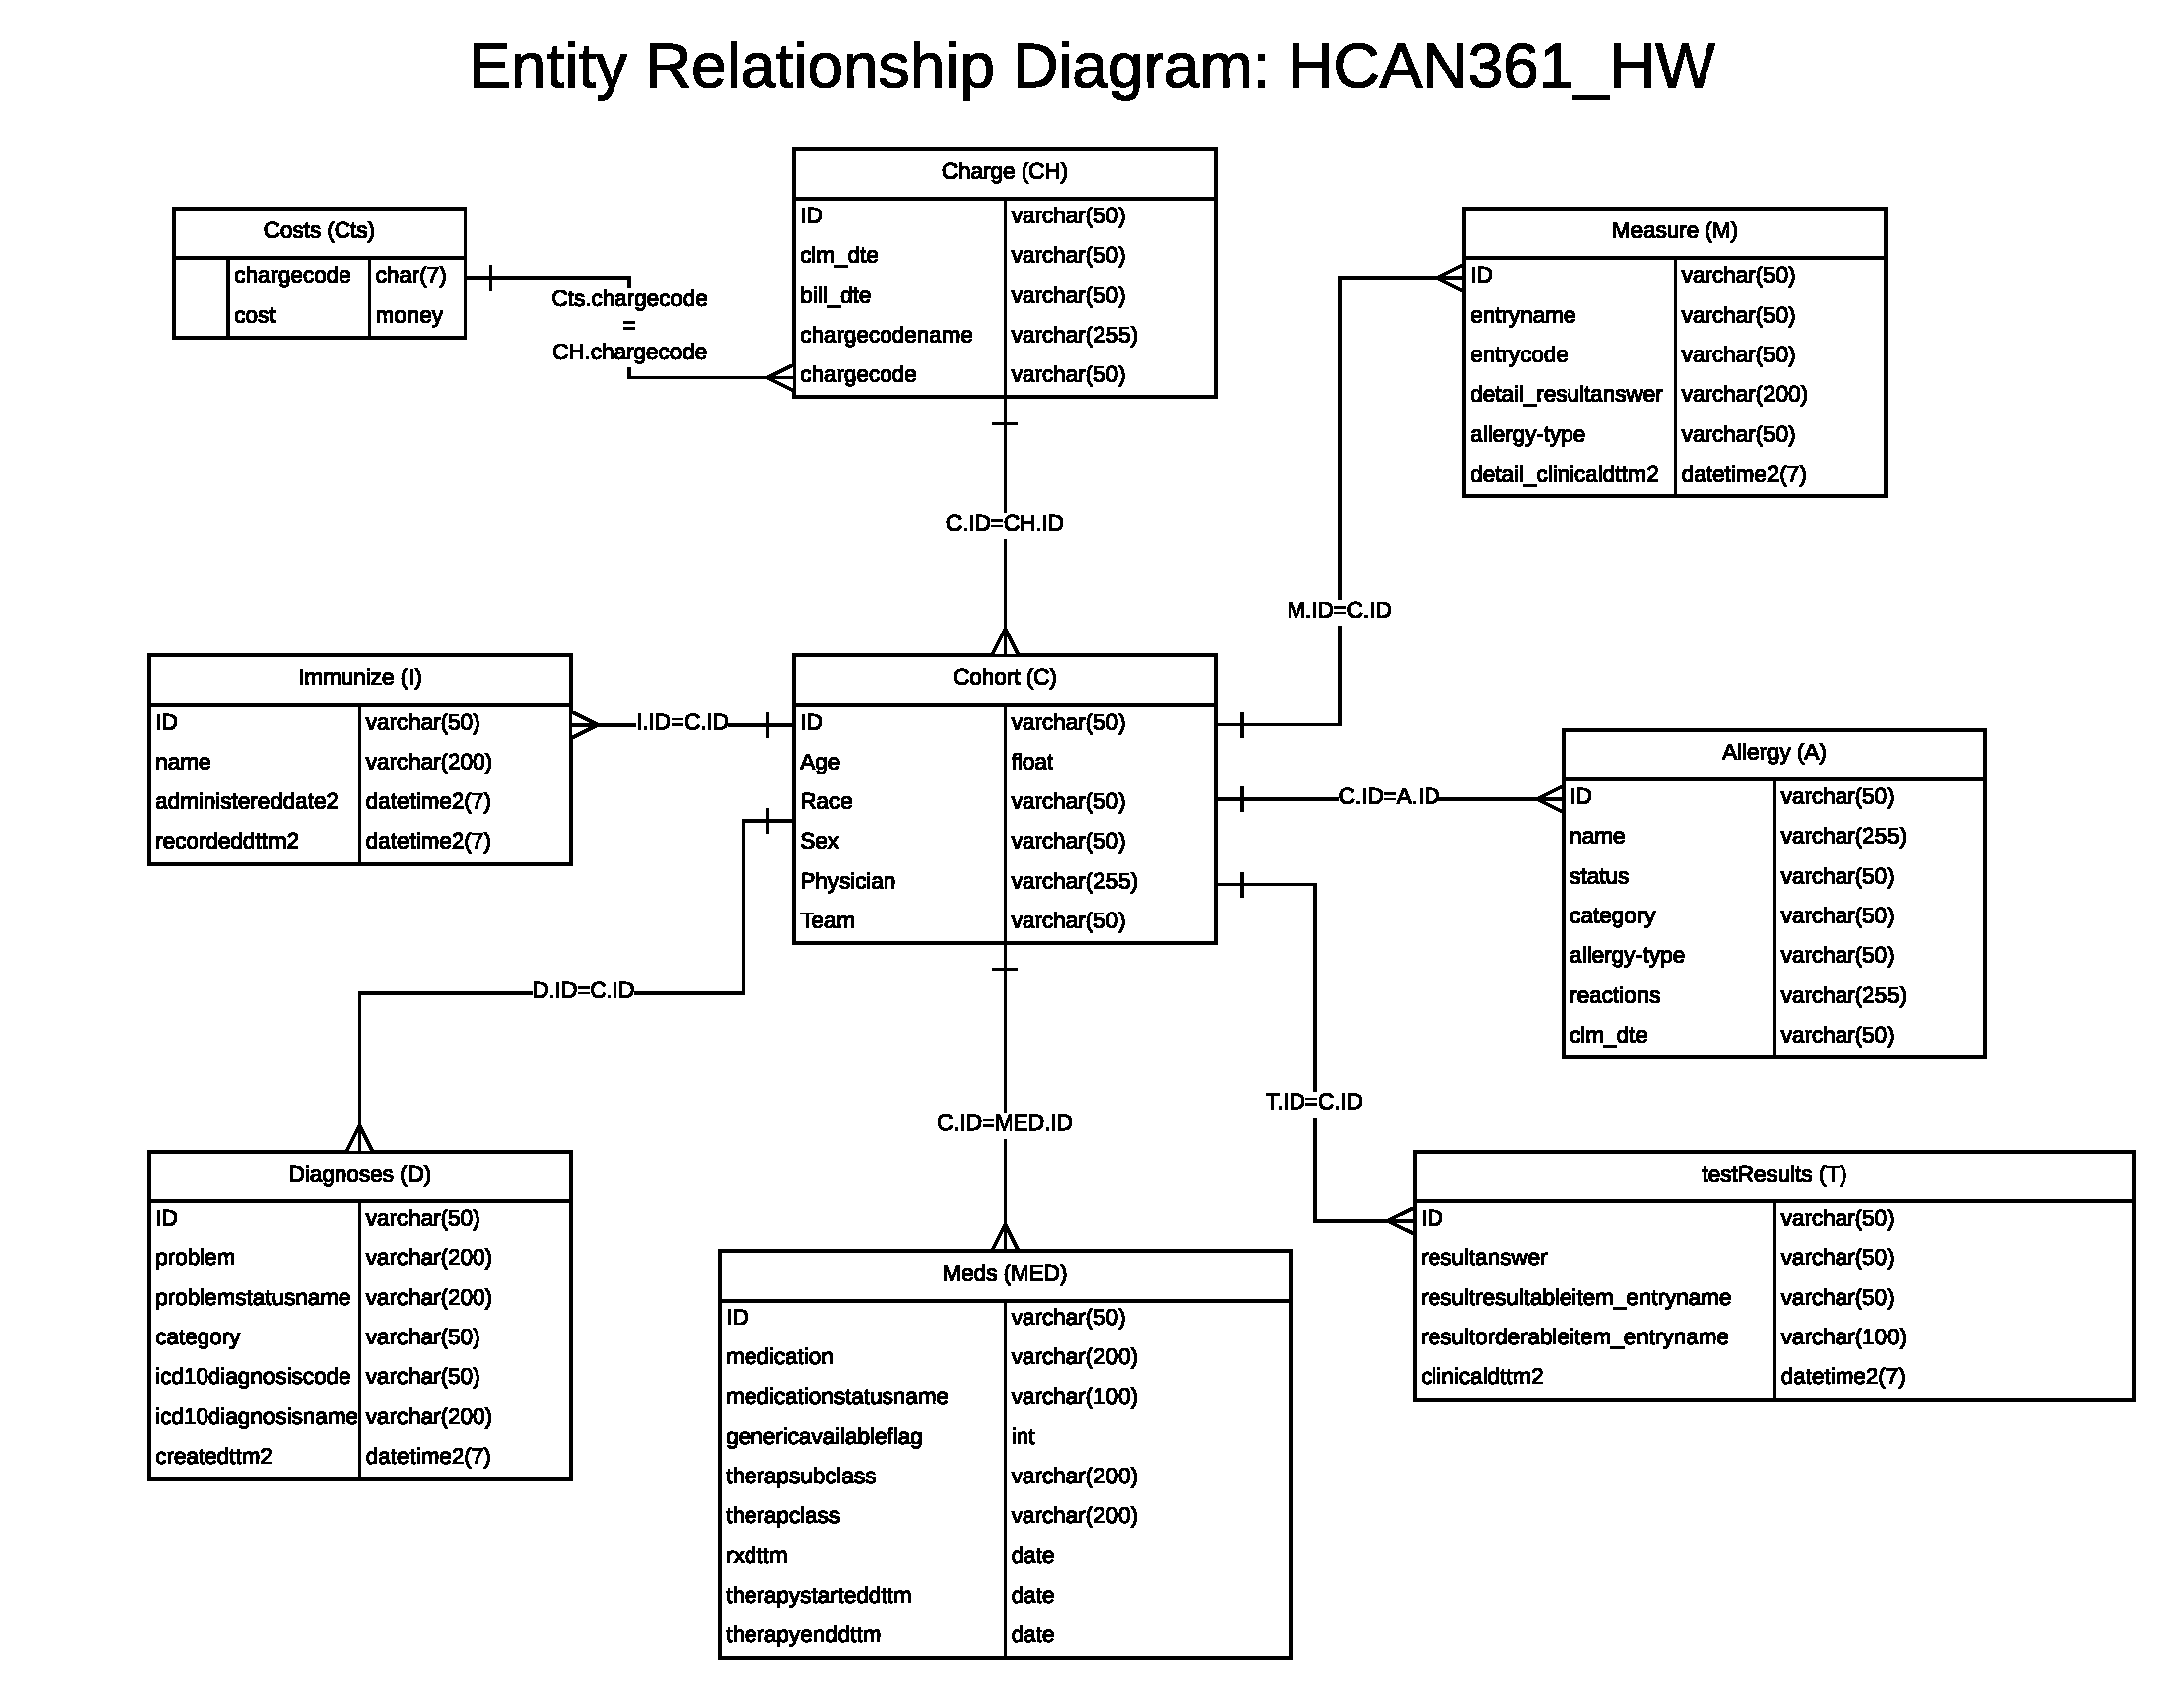 Entity Relationship Diagram: HCAN361_HW
Charge (CH)
ID varchar(50)
clm_dte varchar(50)
bill_dte varchar(50)
chargecodename varchar(255)
chargecode varchar(50)
Costs (Cts)
chargecode char(7)
cost money
Cts.chargecode
=
CH.chargecode
Measure (M)
ID varchar(50)
entryname varchar(50)
entrycode varchar(50)
detail_resultanswer varchar(200)
allergy-type varchar(50)
detail_clinicaldttm2 datetime2(7)
C.ID=CH.ID
M.ID=C.ID
Immunize (I)
ID varchar(50)
name varchar(200)
administereddate2 datetime2(7)
recordeddttm2 datetime2(7)
I.ID=C.ID
Cohort (C)
ID varchar(50)
Age float
Race varchar(50)
Sex varchar(50)
Physician varchar(255)
Team varchar(50)
C.ID=A.ID
Allergy (A)
ID varchar(50)
name varchar(255)
status varchar(50)
category varchar(50)
allergy-type varchar(50)
reactions varchar(255)
clm_dte varchar(50)
D.ID=C.ID
C.ID=MED.ID
T.ID=C.ID
Diagnoses (D)
ID varchar(50)
problem varchar(200)
problemstatusname varchar(200)
category varchar(50)
icd10diagnosiscode varchar(50)
icd10diagnosisname varchar(200)
createdttm2 datetime2(7)
Meds (MED)
ID varchar(50)
medication varchar(200)
medicationstatusname varchar(100)
genericavailableflag int
therapsubclass varchar(200)
therapclass varchar(200)
rxdttm date
therapystarteddttm date
therapyenddttm date
testResults (T)
ID varchar(50)
resultanswer varchar(50)
resultresultableitem_entryname varchar(50)
resultorderableitem_entryname varchar(100)
clinicaldttm2 datetime2(7)